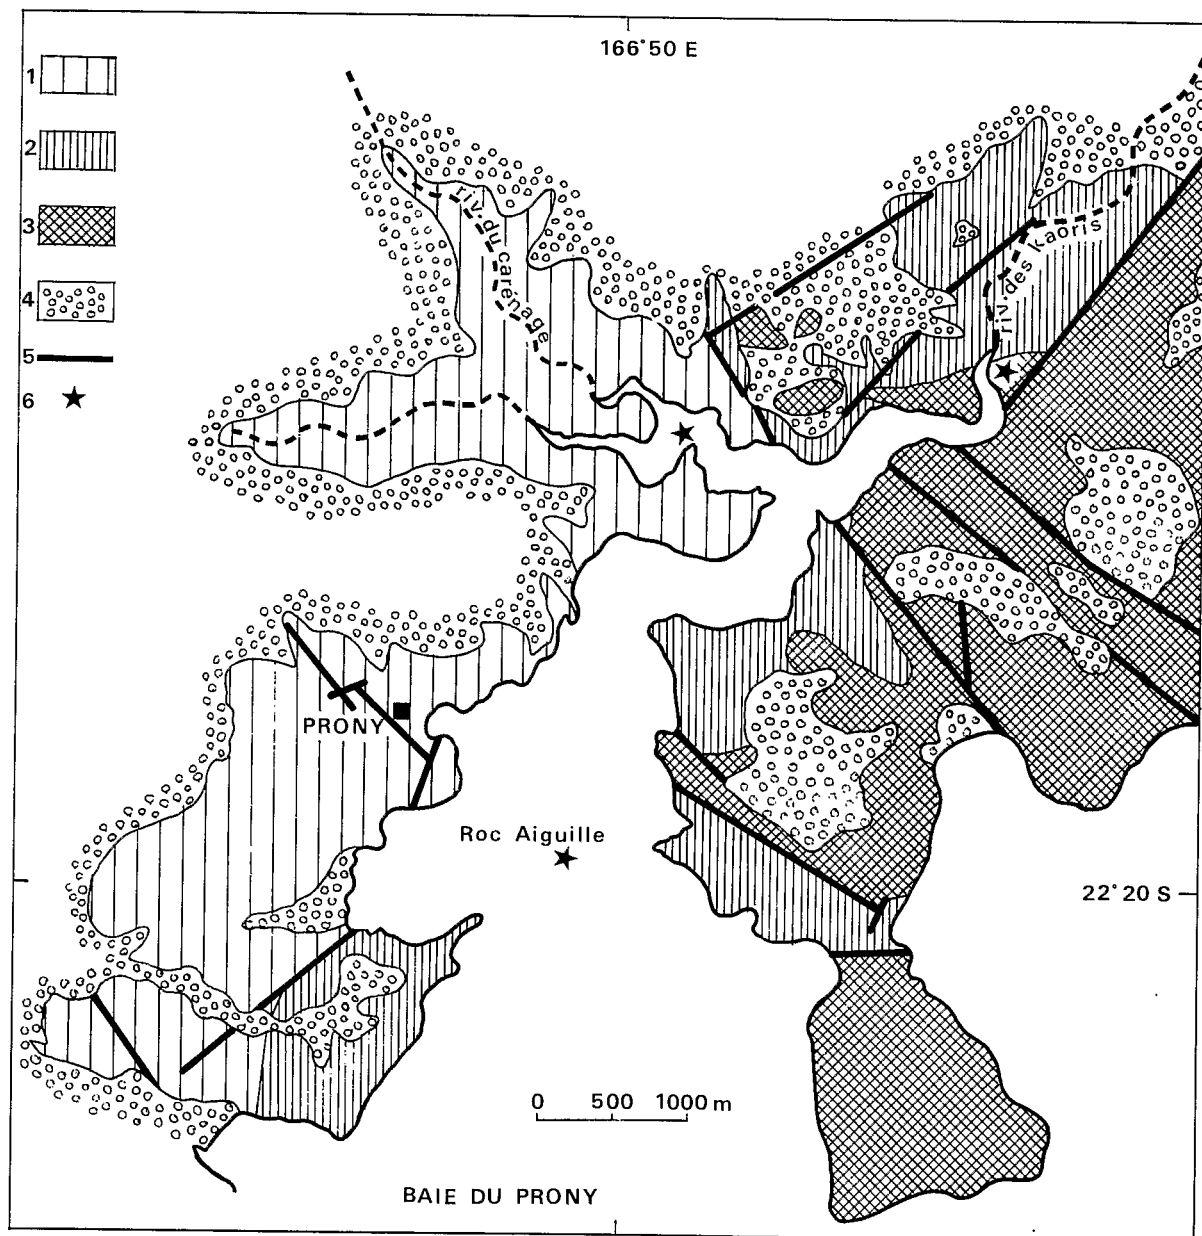 166°50 E
1
2
3
4
5
6
riv. du carenage
riv. des kaoris
PRONY
Roc Aiguille
22°20 S
0 500 1000 m
BAIE DU PRONY